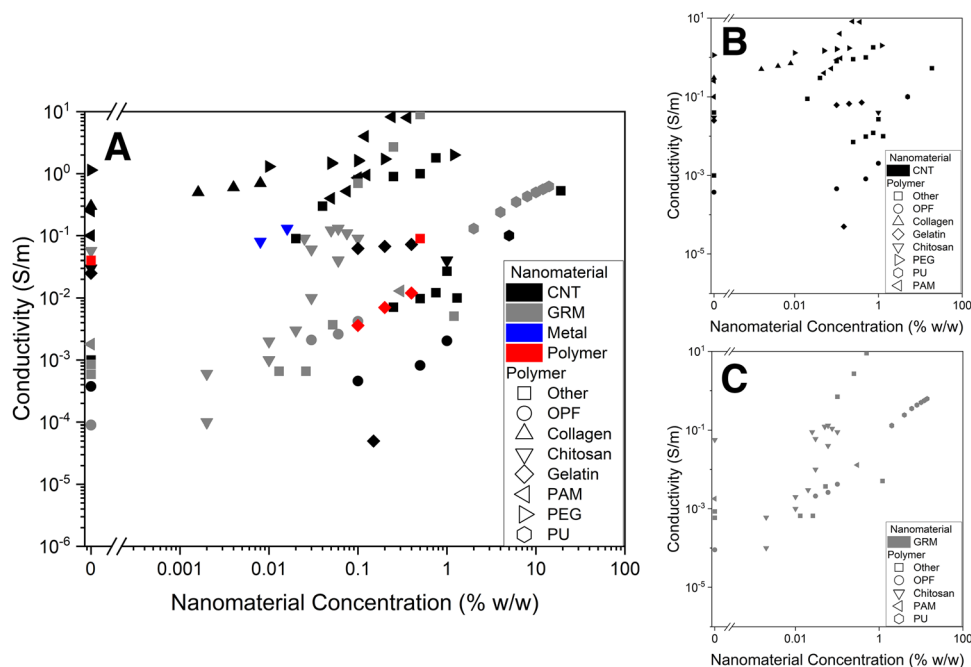 A
10¹
10⁰
10⁻¹
10⁻²
10⁻³
10⁻⁴
10⁻⁵
10⁻⁶
Conductivity (S/m)
0 0.001 0.01 0.1 1 10 100
Nanomaterial Concentration (% w/w)
Nanomaterial
CNT
GRM
Metal
Polymer
Polymer
Other
OPF
Collagen
Chitosan
Gelatin
PAM
PEG
PU
B
10¹
10⁻¹
10⁻³
10⁻⁵
Conductivity (S/m)
0 0.01 1 100
Nanomaterial Concentration (% w/w)
Nanomaterial
CNT
Polymer
Other
OPF
Collagen
Gelatin
Chitosan
PEG
PU
PAM
C
10¹
10⁻¹
10⁻³
10⁻⁵
Conductivity (S/m)
0 0.01 1 100
Nanomaterial Concentration (% w/w)
Nanomaterial
GRM
Polymer
Other
OPF
Chitosan
PAM
PU